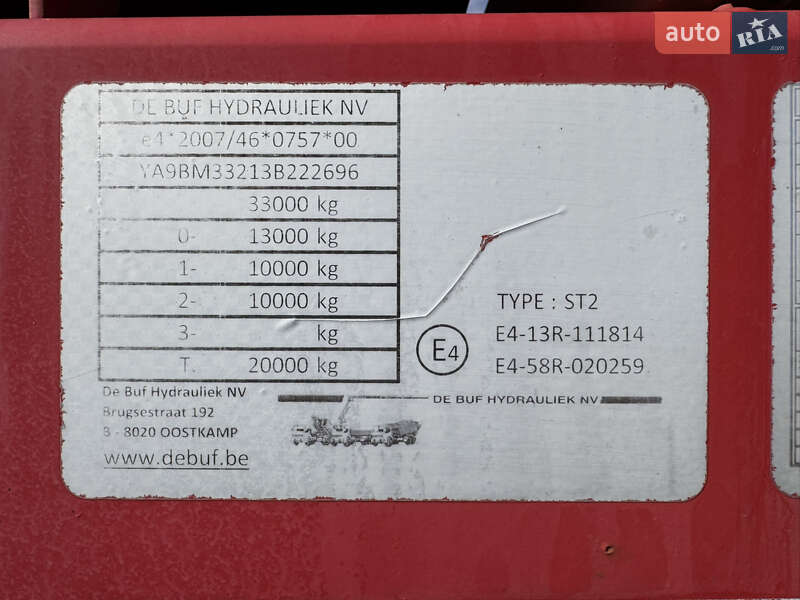 auto RIA .com
DE BUF HYDRAULIEK NV
e4*2007/46*0757*00
YA9BM33213B222696
33000 kg
0- 13000 kg
1- 10000 kg
2- 10000 kg
3- kg
T. 20000 kg
TYPE : ST2
E4-13R-111814
E4-58R-020259
E4
De Buf Hydrauliek NV
Brugsestraat 192
B - 8020 OOSTKAMP
www.debuf.be
DE BUF HYDRAULIEK NV